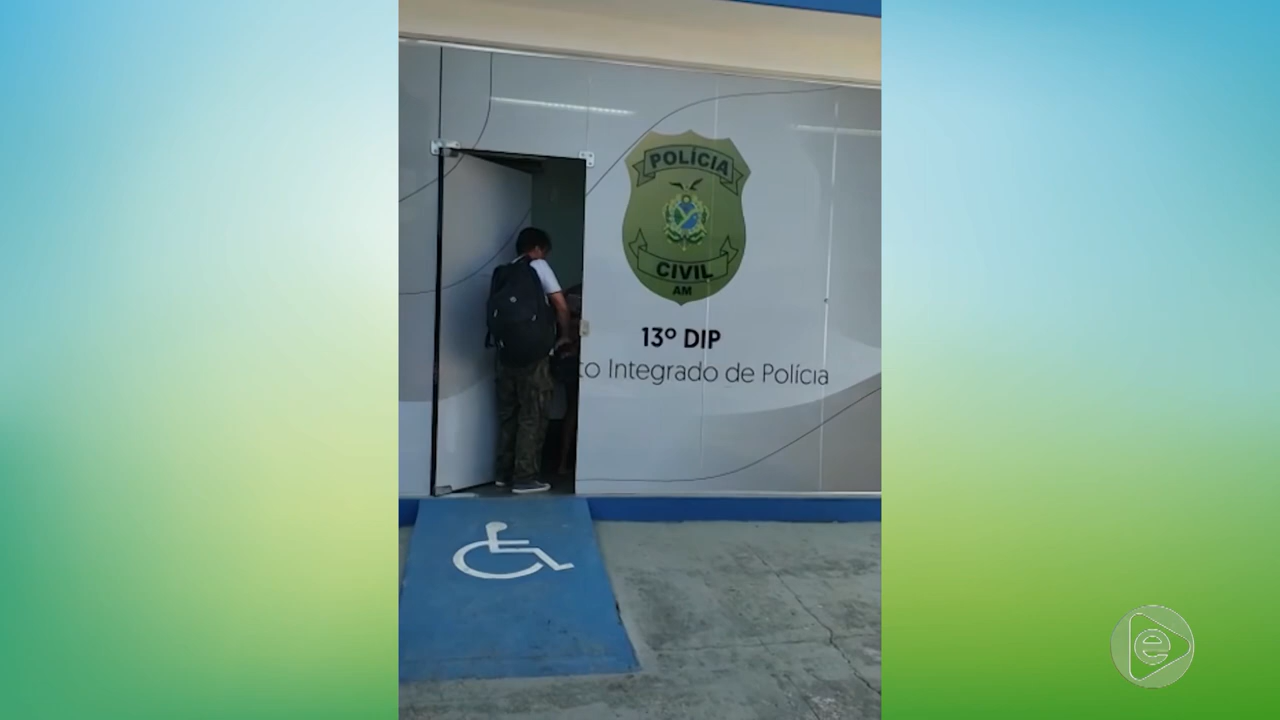 POLÍCIA
CIVIL
AM
13º DIP
to Integrado de Polícia
e